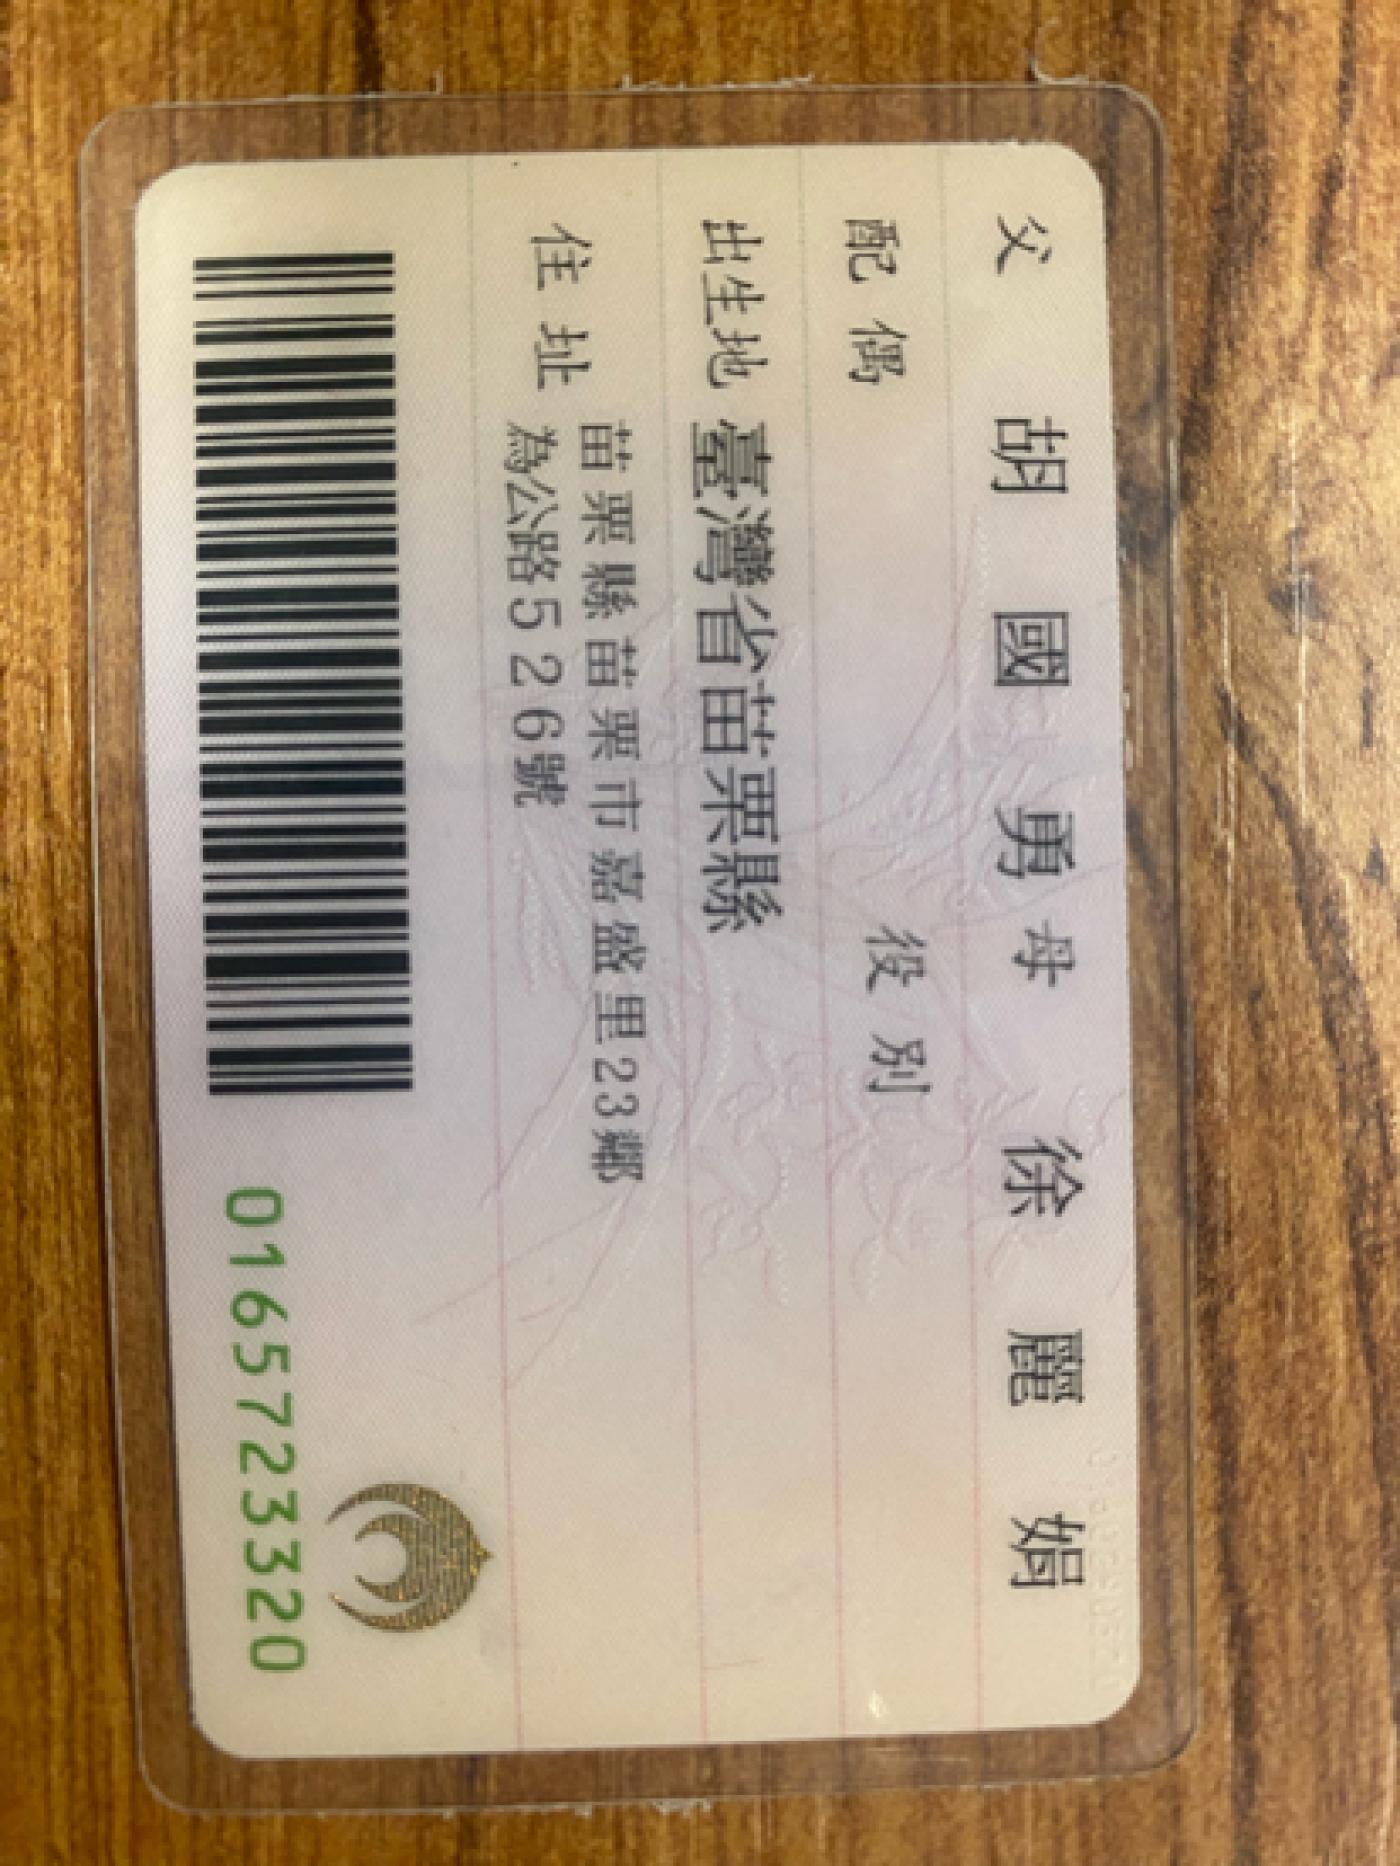 父 胡國勇 母 徐麗娟
配偶 役別
出生地 臺灣省苗栗縣
住址 苗栗縣苗栗市嘉盛里23鄰
為公路526號
0165723320